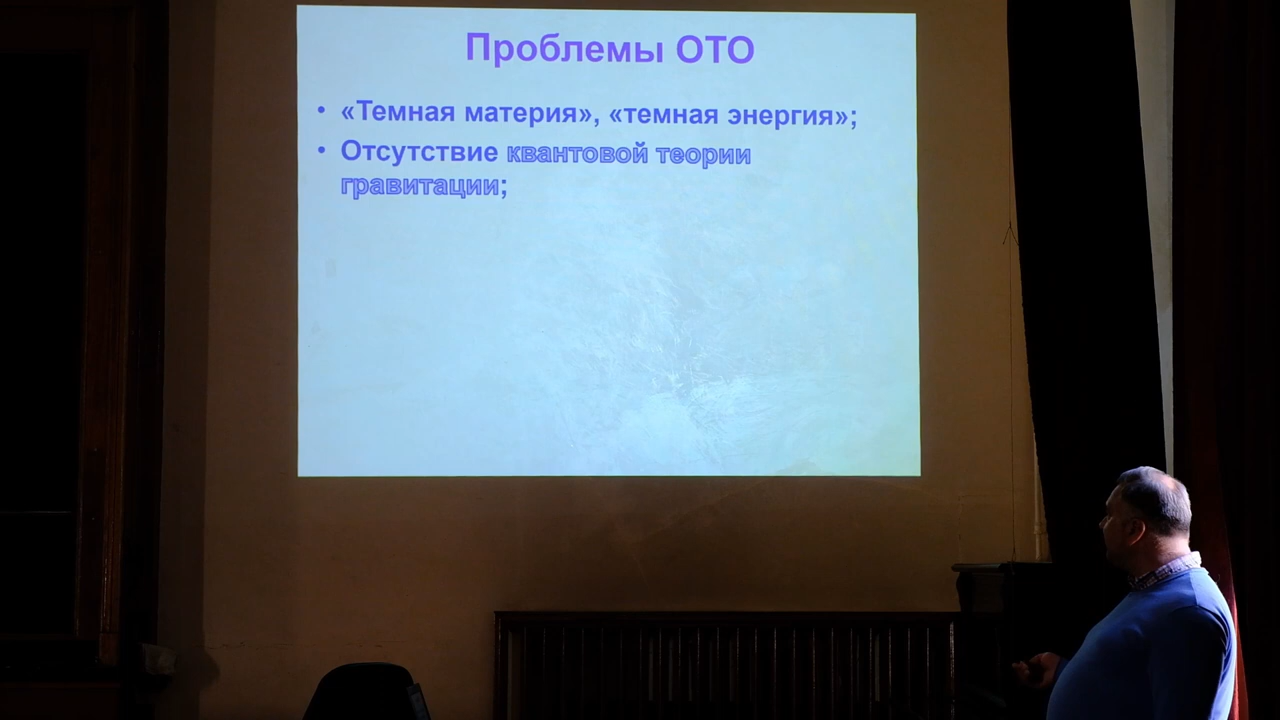 Проблемы ОТО
• «Темная материя», «темная энергия»;
• Отсутствие квантовой теории
гравитации;